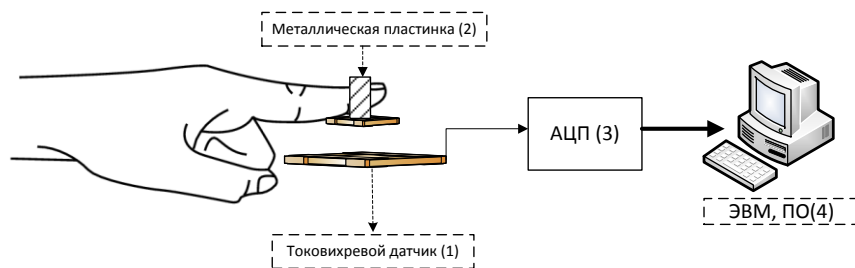 Металлическая пластинка (2)
АЦП (3)
ЭВМ, ПО(4)
Токовихревой датчик (1)